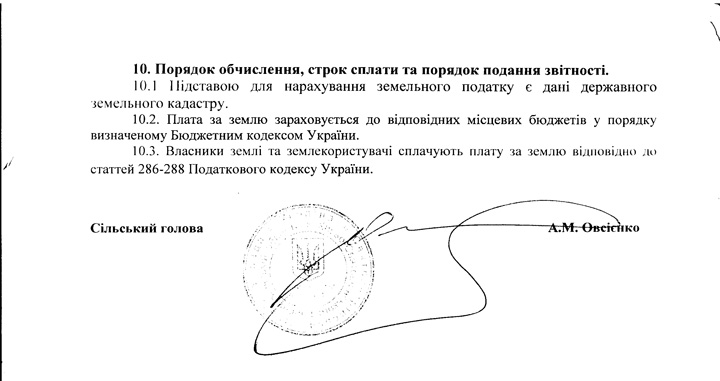 10. Порядок обчислення, строк сплати та порядок подання звітності.
10.1 Підставою для нарахування земельного податку є дані державного
земельного кадастру.
10.2. Плата за землю зараховується до відповідних місцевих бюджетів у порядку
визначеному Бюджетним кодексом України.
10.3. Власники землі та землекористувачі сплачують плату за землю відповідно до
статтей 286-288 Податкового кодексу України.
Сільський голова А.М. Овсієнко